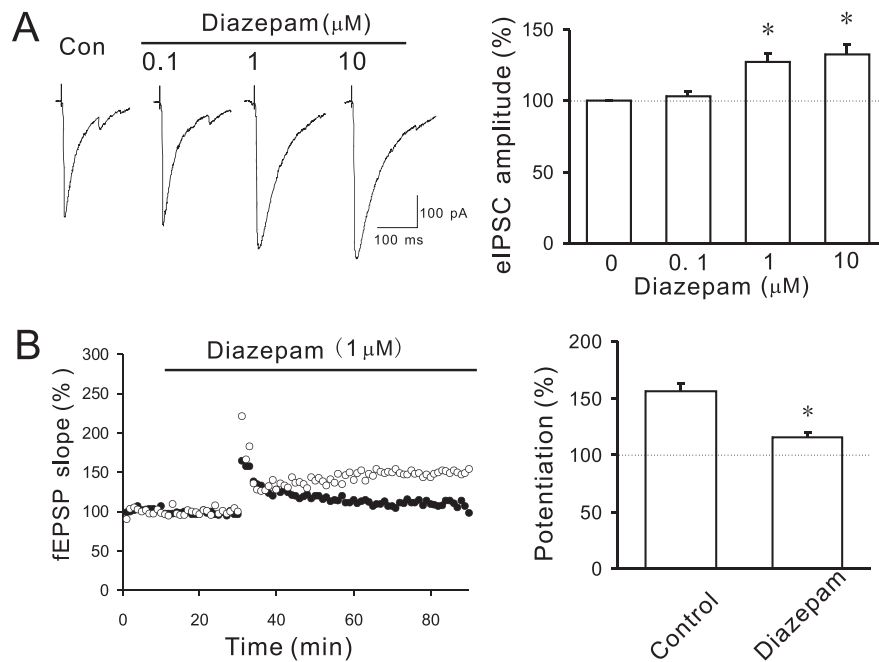 A
Diazepam(μM)
Con
0.1
1
10
100 pA
100 ms
eIPSC amplitude (%)
150
100
50
0
*
*
0
0. 1
1
10
Diazepam (μM)
B
Diazepam (1 μM)
fEPSP slope (%)
300
250
200
150
100
50
0
0
20
40
60
80
Time (min)
Potentiation (%)
200
150
100
50
0
*
Control
Diazepam